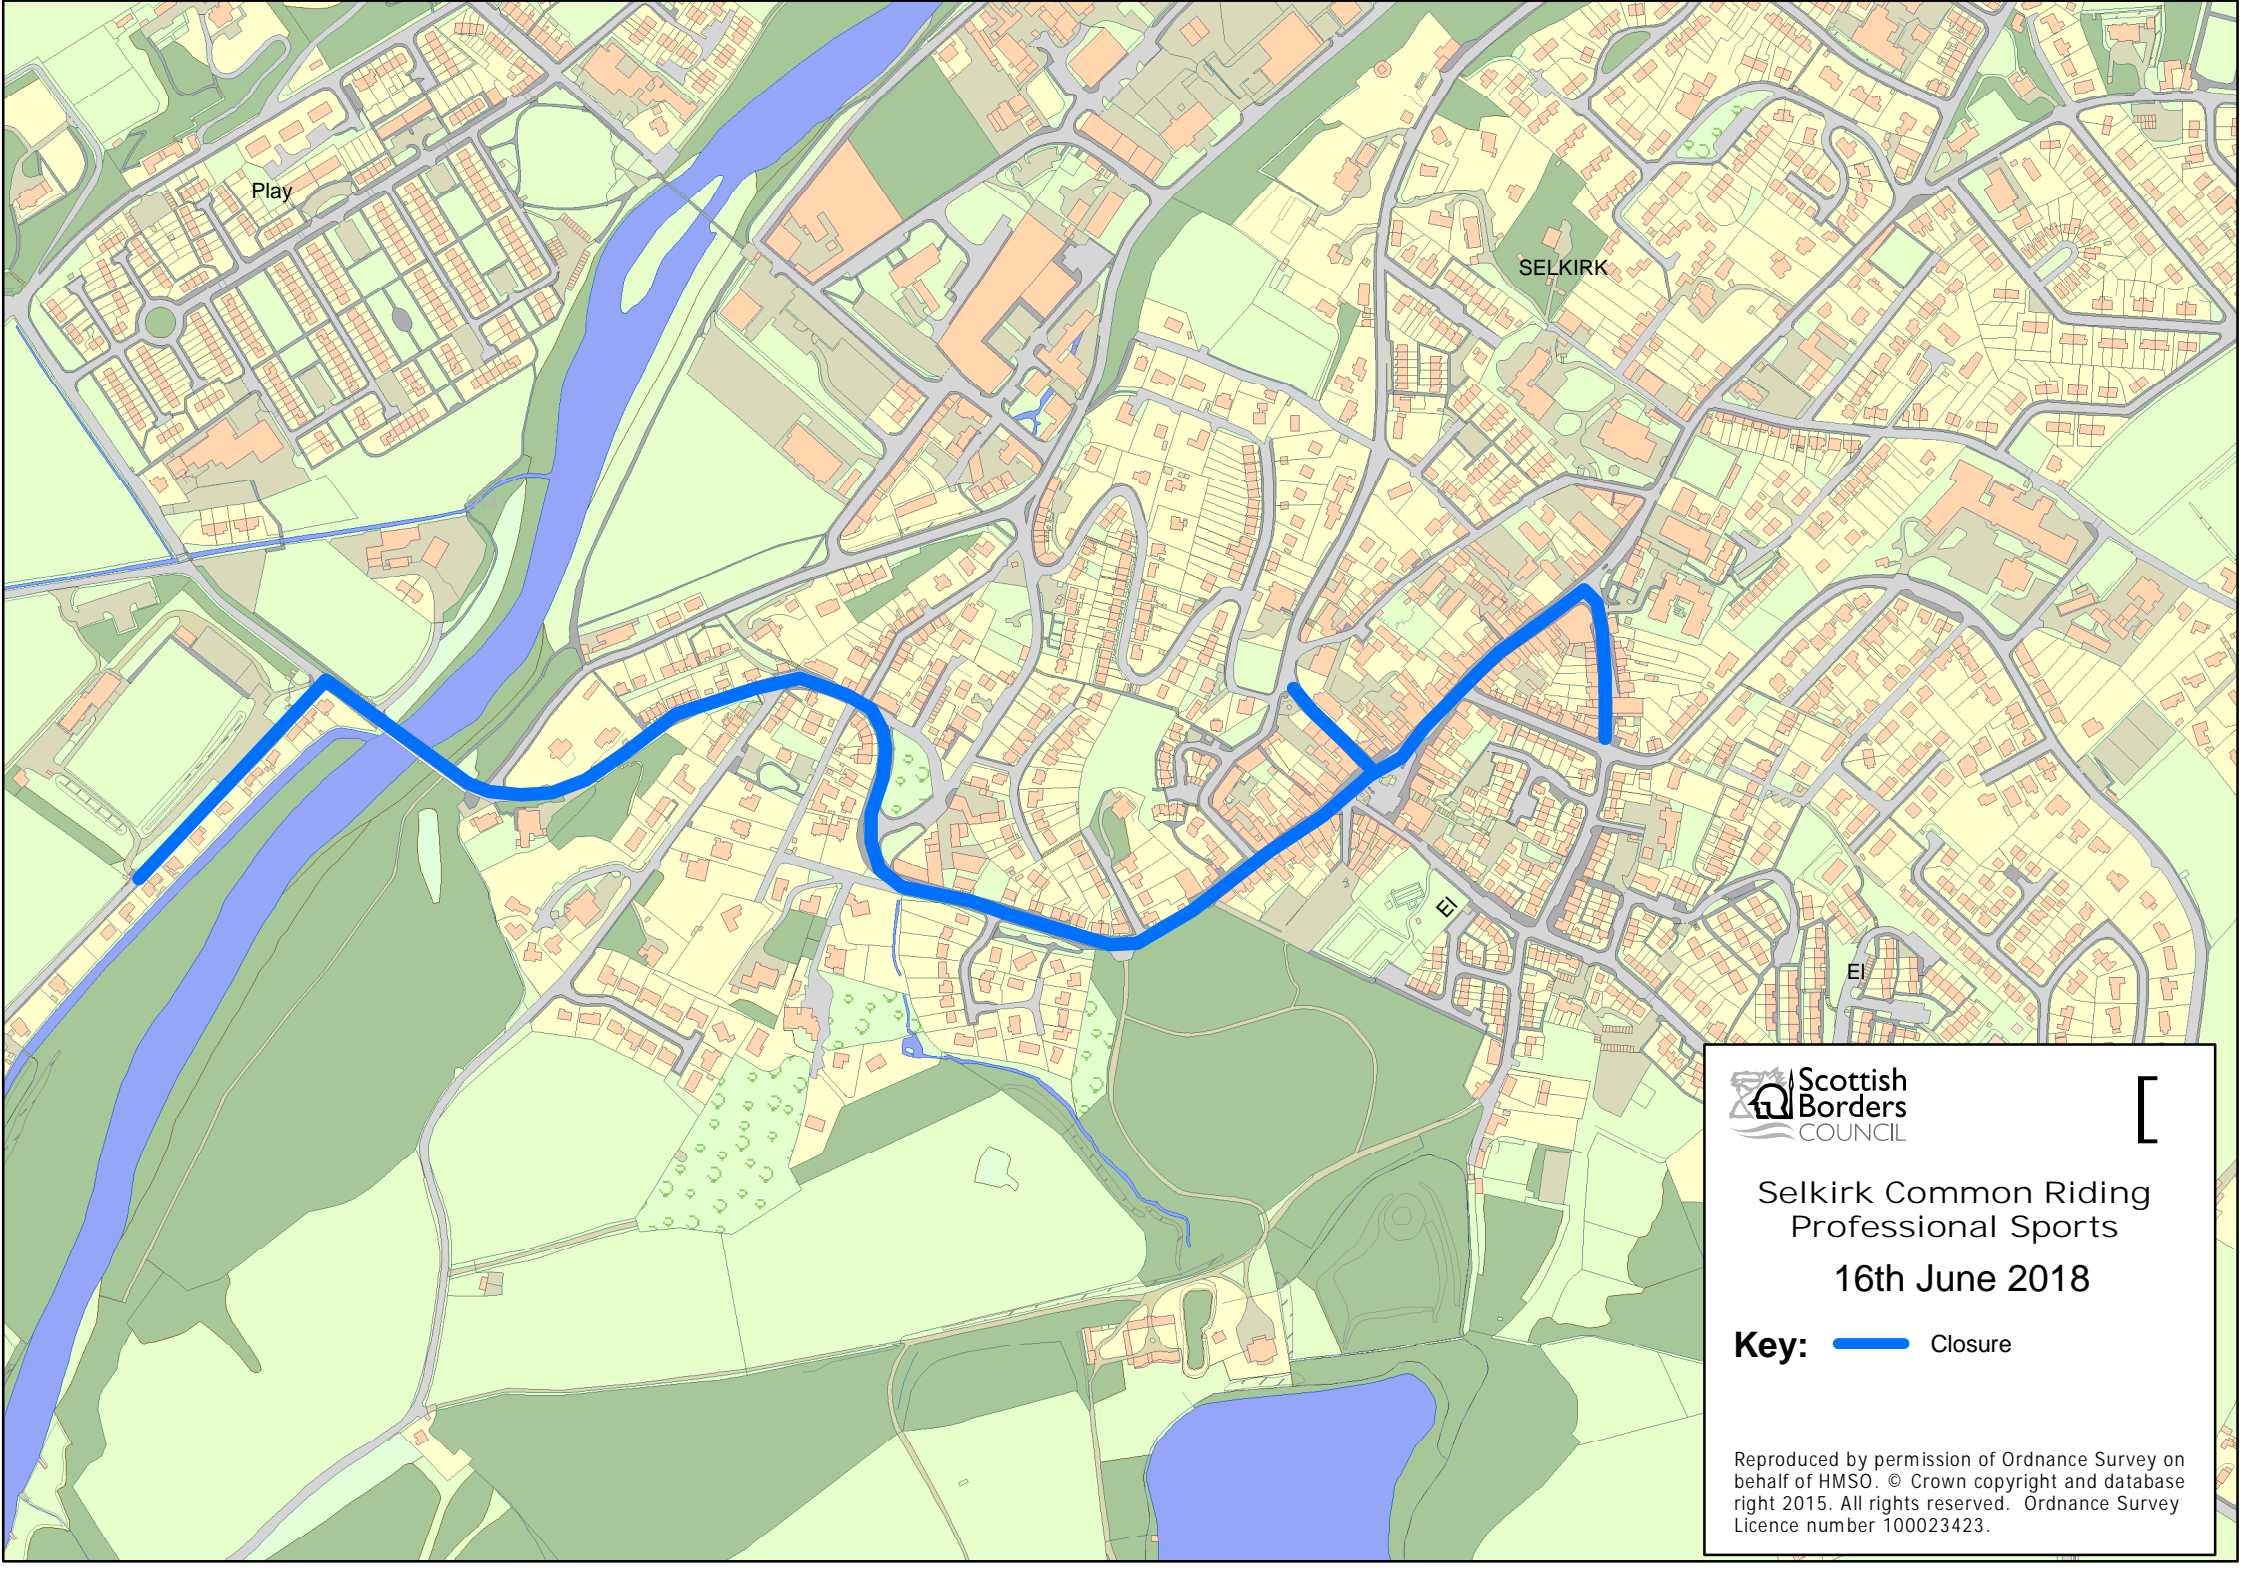 Play
SELKIRK
El
El
Scottish
Borders
COUNCIL
[
Selkirk Common Riding
Professional Sports
16th June 2018
Key: Closure
Reproduced by permission of Ordnance Survey on
behalf of HMSO. © Crown copyright and database
right 2015. All rights reserved. Ordnance Survey
Licence number 100023423.